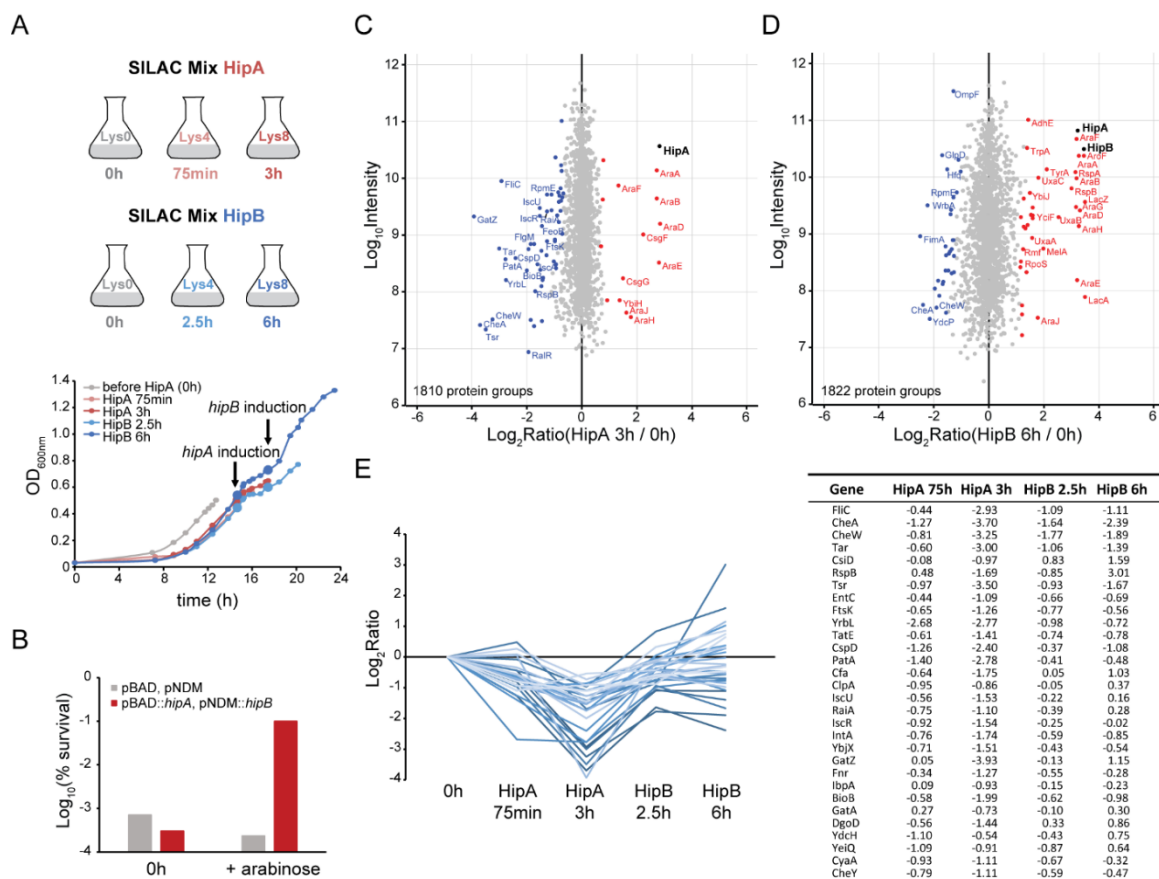 A
SILAC Mix HipA
Lys0 Lys4 Lys8
0h 75min 3h
SILAC Mix HipB
Lys0 Lys4 Lys8
0h 2.5h 6h
1.4
1.2
1.0
0.8
0.6
0.4
0.2
0
OD600nm
before HipA (0h)
HipA 75min
HipA 3h
HipB 2.5h
HipB 6h
hipB induction
hipA induction
0 4 8 12 16 20 24
time (h)
B
0
-1
-2
-3
-4
Log10(% survival)
pBAD, pNDM
pBAD::hipA, pNDM::hipB
0h + arabinose
C
12
11
10
9
8
7
6
Log10Intensity
HipA
AraA
FliC
RpmE
AraF
AraB
IscU
GatZ
IscR
AraD
FlgM
CsgF
FtsK
Tar
CspD
AraE
PatA
BioB
CsgG
YrbL
RspB
YbiH
AraJ
CheW
AraH
CheA
Tsr
RalR
1810 protein groups
-6 -4 -2 0 2 4 6
Log2Ratio(HipA 3h / 0h)
D
12
11
10
9
8
7
6
Log10Intensity
OmpF
AdhE
HipA
AraF
TrpA
HipB
GlpD
AroF
AraA
Hfq
TyrA
RspA
UxaC
AraB
RpmE
RspB
YbiJ
LacZ
WrbA
AraG
YciF
UxaB
AraD
AraH
FimA
UxaA
Rmf
MelA
RpoS
AraE
LacA
CheA
CheW
YdcP
AraJ
1822 protein groups
-6 -4 -2 0 2 4 6
Log2Ratio(HipB 6h / 0h)
E
4
3
2
1
0
-1
-2
-3
-4
Log2Ratio
0h HipA HipA HipB HipB
75min 3h 2.5h 6h
Gene HipA 75h HipA 3h HipB 2.5h HipB 6h
FliC -0.44 -2.93 -1.09 -1.11
CheA -1.27 -3.70 -1.64 -2.39
CheW -0.81 -3.25 -1.77 -1.89
Tar -0.60 -3.00 -1.06 -1.39
CsiD -0.08 -0.97 0.83 1.59
RspB 0.48 -1.69 -0.85 3.01
Tsr -0.97 -3.50 -0.93 -1.67
EntC -0.44 -1.09 -0.66 -0.69
FtsK -0.65 -1.26 -0.77 -0.56
YrbL -2.68 -2.77 -0.98 -0.72
TatE -0.61 -1.41 -0.74 -0.78
CspD -1.26 -2.40 -0.37 -1.08
PatA -1.40 -2.78 -0.41 -0.48
Cfa -0.64 -1.75 0.05 1.03
ClpA -0.95 -0.86 -0.05 0.37
IscU -0.56 -1.53 -0.22 0.16
RaiA -0.75 -1.10 -0.39 0.28
IscR -0.92 -1.54 -0.25 -0.02
IntA -0.76 -1.74 -0.59 -0.85
YbjX -0.71 -1.51 -0.43 -0.54
GatZ 0.05 -3.93 -0.13 1.15
Fnr -0.34 -1.27 -0.55 -0.28
IbpA 0.09 -0.93 -0.15 -0.23
BioB -0.58 -1.99 -0.62 -0.98
GatA 0.27 -0.73 -0.10 0.30
DgoD -0.56 -1.44 0.33 0.86
YdcH -1.10 -0.54 -0.43 0.75
YeiQ -1.09 -0.91 -0.87 0.64
CyaA -0.93 -1.11 -0.67 -0.32
CheY -0.79 -1.11 -0.59 -0.47